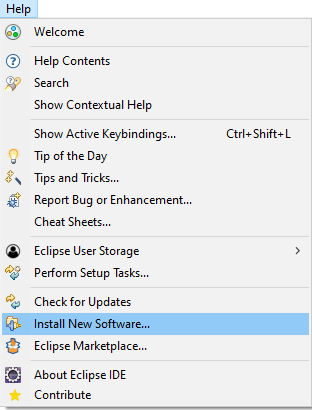 Help
Welcome
Help Contents
Search
Show Contextual Help
Show Active Keybindings... Ctrl+Shift+L
Tip of the Day
Tips and Tricks...
Report Bug or Enhancement...
Cheat Sheets...
Eclipse User Storage
Perform Setup Tasks...
Check for Updates
Install New Software...
Eclipse Marketplace...
About Eclipse IDE
Contribute